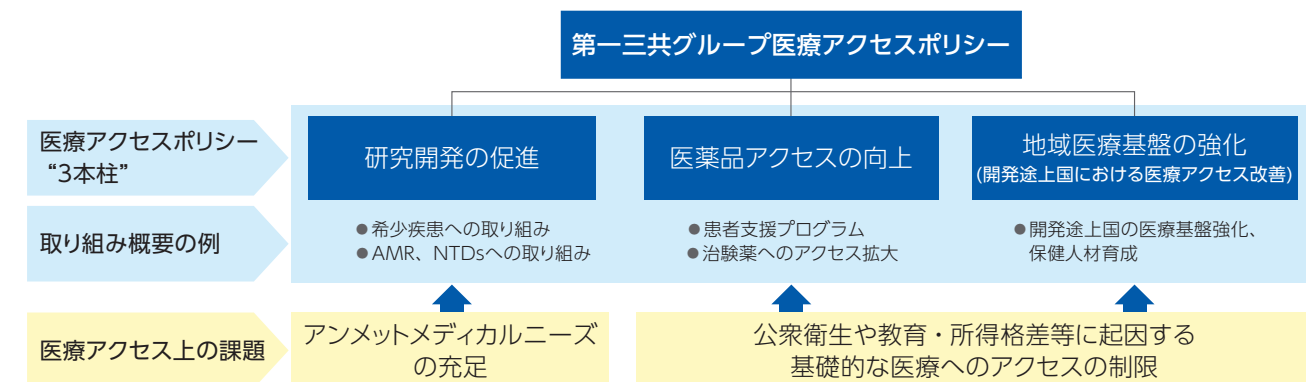 第一三共グループ医療アクセスポリシー
医療アクセスポリシー
“3本柱”
研究開発の促進
医薬品アクセスの向上
地域医療基盤の強化
(開発途上国における医療アクセス改善)
取り組み概要の例
●希少疾患への取り組み
●AMR、NTDsへの取り組み
●患者支援プログラム
●治験薬へのアクセス拡大
●開発途上国の医療基盤強化、
保健人材育成
医療アクセス上の課題
アンメットメディカルニーズ
の充足
公衆衛生や教育・所得格差等に起因する
基礎的な医療へのアクセスの制限